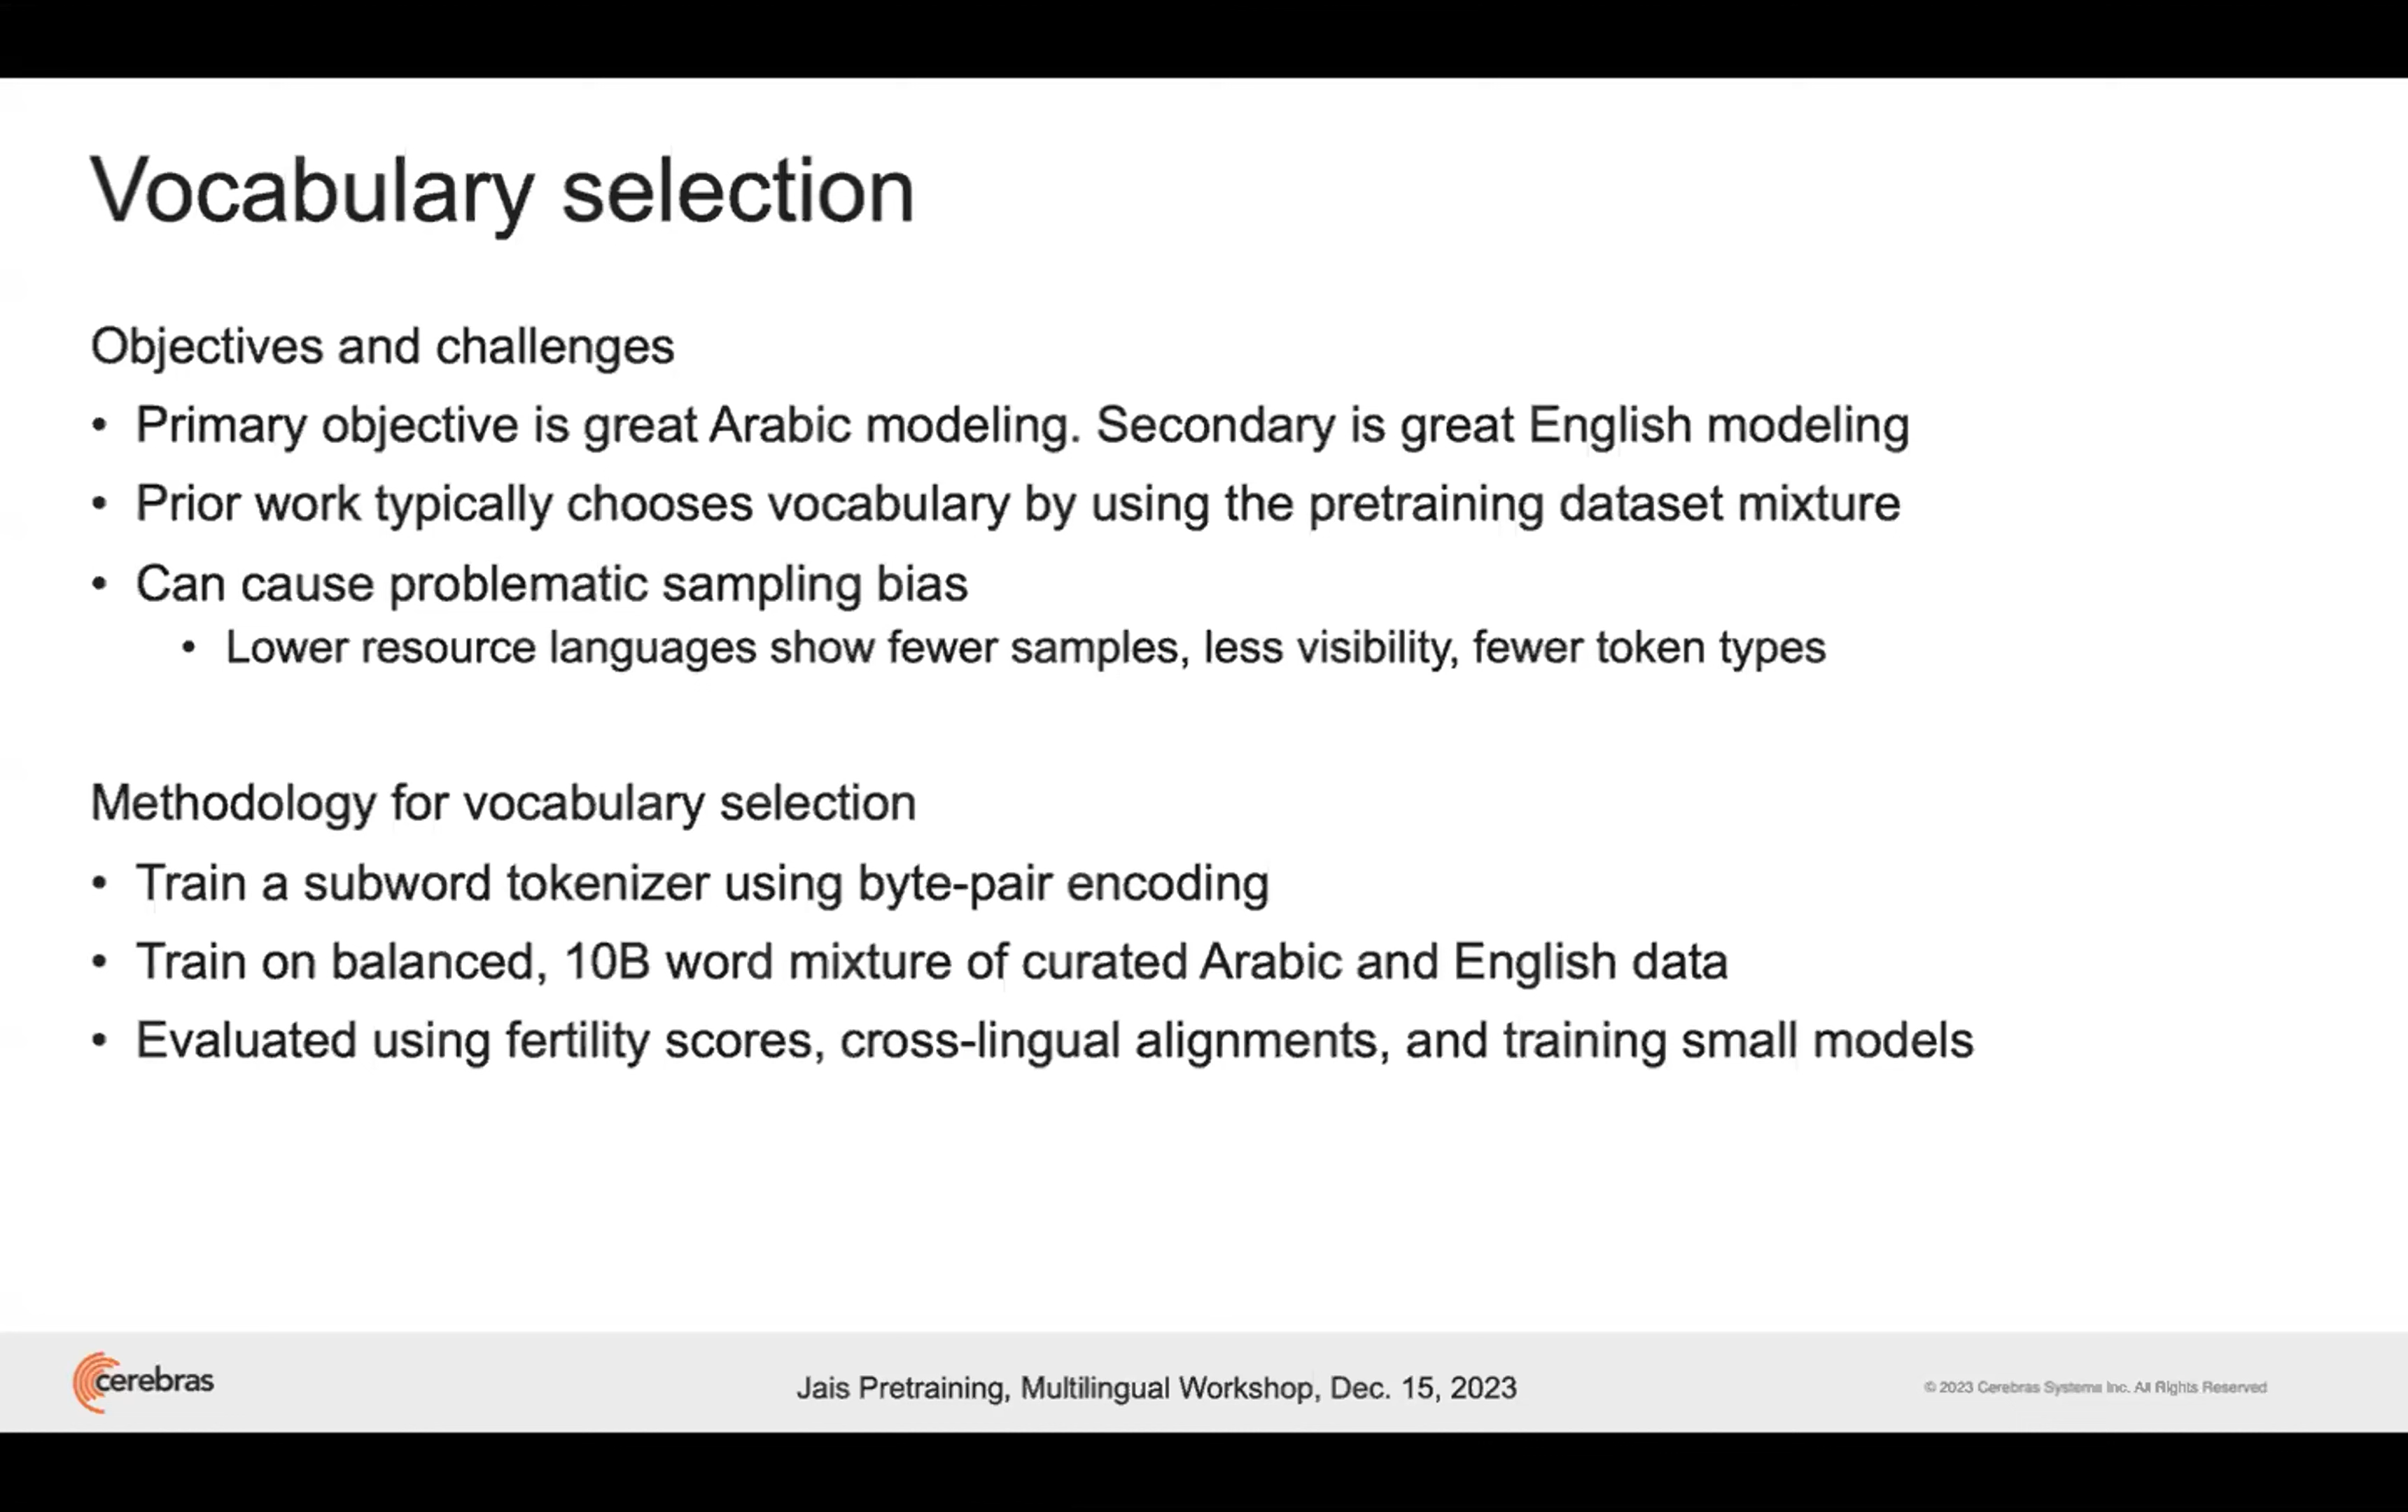 Vocabulary selection
Objectives and challenges
• Primary objective is great Arabic modeling. Secondary is great English modeling
• Prior work typically chooses vocabulary by using the pretraining dataset mixture
• Can cause problematic sampling bias
• Lower resource languages show fewer samples, less visibility, fewer token types
Methodology for vocabulary selection
• Train a subword tokenizer using byte-pair encoding
• Train on balanced, 10B word mixture of curated Arabic and English data
• Evaluated using fertility scores, cross-lingual alignments, and training small models
cerebras
Jais Pretraining, Multilingual Workshop, Dec. 15, 2023
© 2023 Cerebras Systems Inc. All Rights Reserved